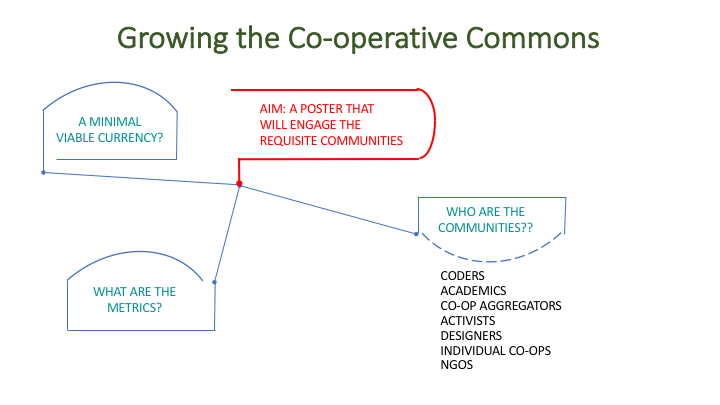 Growing the Co-operative Commons
A MINIMAL
VIABLE CURRENCY?
AIM: A POSTER THAT
WILL ENGAGE THE
REQUISITE COMMUNITIES
WHO ARE THE
COMMUNITIES??
WHAT ARE THE
METRICS?
CODERS
ACADEMICS
CO-OP AGGREGATORS
ACTIVISTS
DESIGNERS
INDIVIDUAL CO-OPS
NGOS